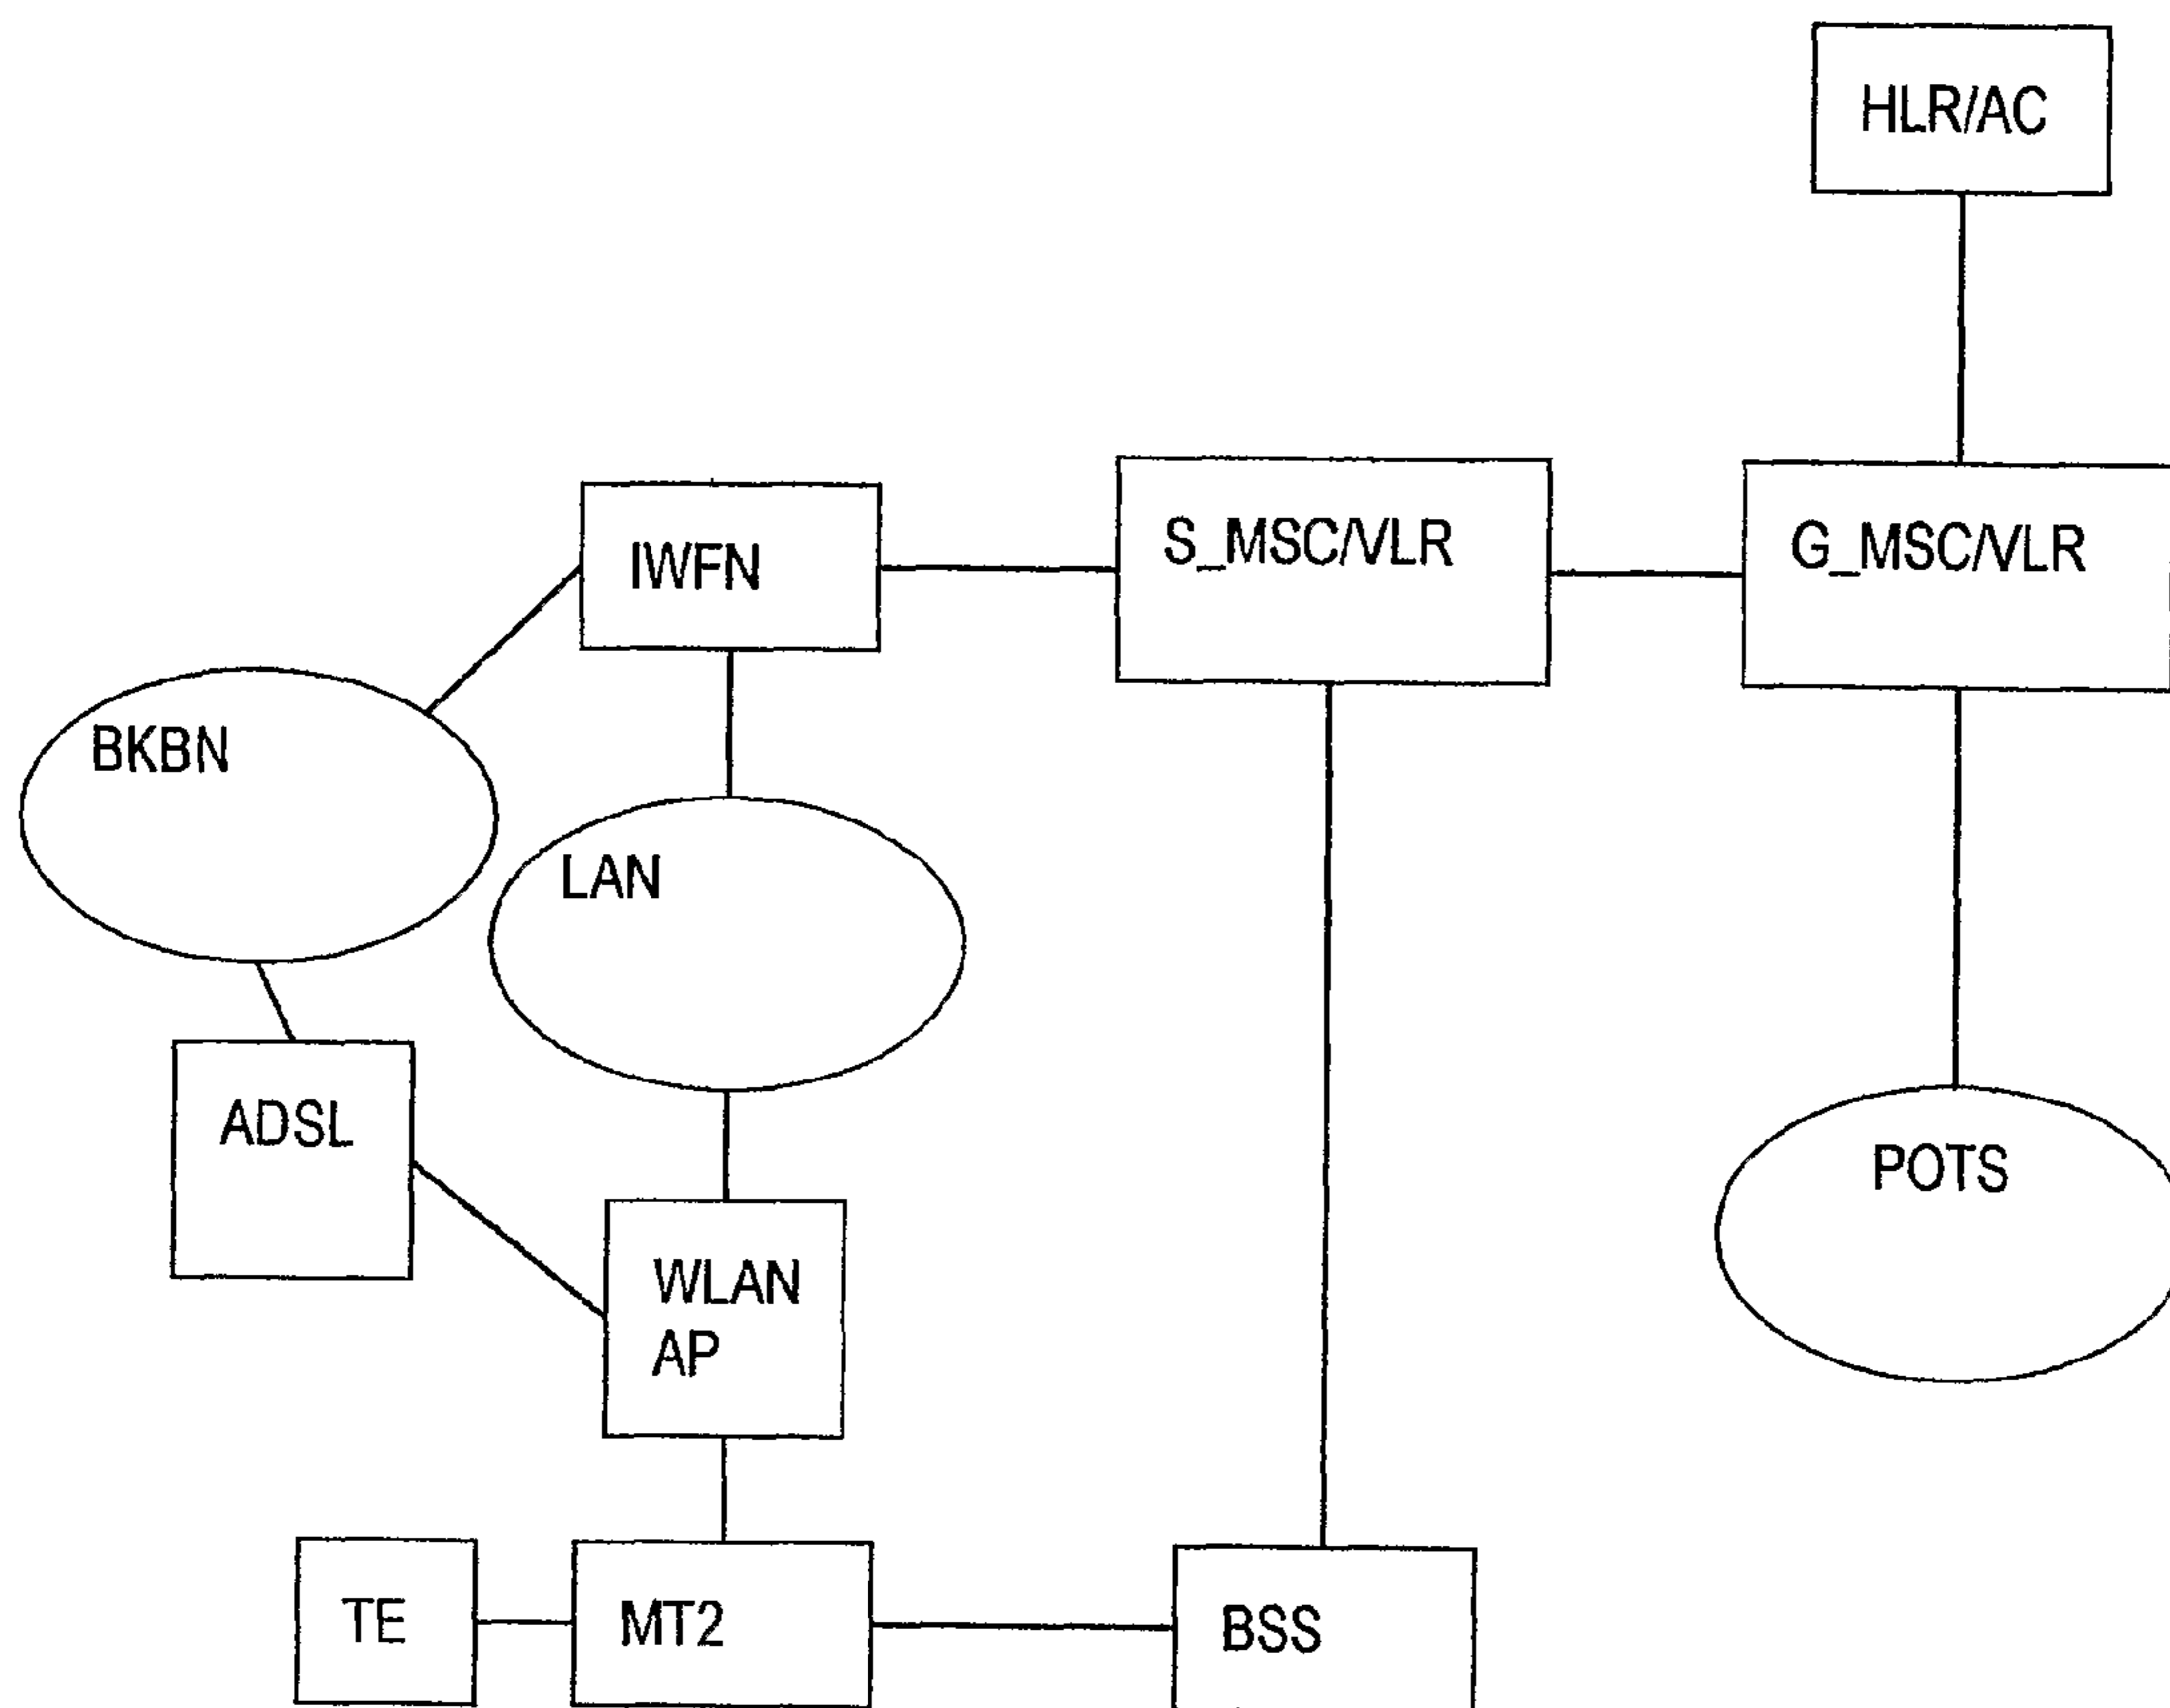 HLR/AC
IWFN
S_MSC/VLR
G_MSC/VLR
BKBN
LAN
ADSL
POTS
WLAN
AP
TE
MT2
BSS